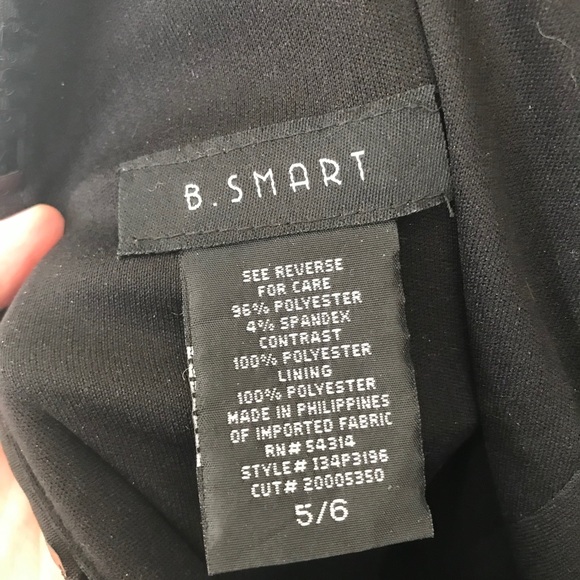 B.SMART
SEE REVERSE
FOR CARE
96% POLYESTER
4% SPANDEX
CONTRAST
100% POLYESTER
LINING
100% POLYESTER
MADE IN PHILIPPINES
OF IMPORTED FABRIC
RN# 54314
STYLE# I34P3196
CUT# 20005350
5/6